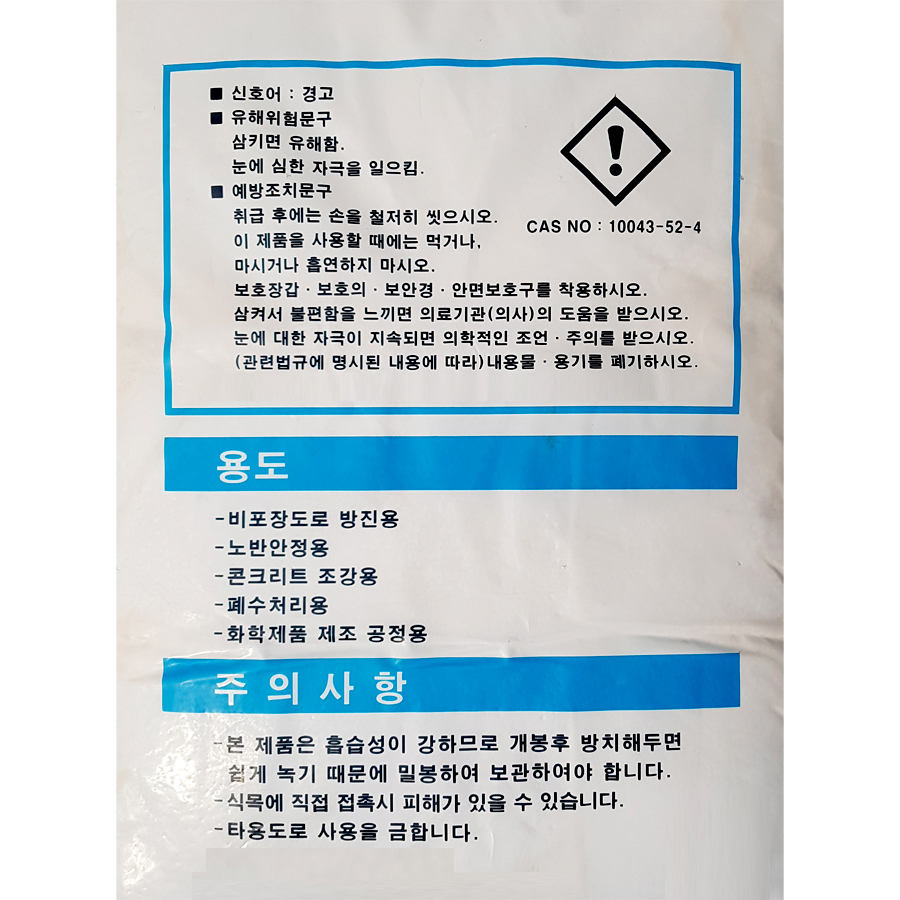 ■ 신호어 : 경고
■ 유해위험문구
삼키면 유해함.
눈에 심한 자극을 일으킴.
■ 예방조치문구
취급 후에는 손을 철저히 씻으시오.
이 제품을 사용할 때에는 먹거나,
마시거나 흡연하지 마시오.
CAS NO : 10043-52-4
보호장갑 · 보호의 · 보안경 · 안면보호구를 착용하시오.
삼켜서 불편함을 느끼면 의료기관(의사)의 도움을 받으시오.
눈에 대한 자극이 지속되면 의학적인 조언 · 주의를 받으시오.
(관련법규에 명시된 내용에 따라)내용물 · 용기를 폐기하시오.
용도
-비포장도로 방진용
-노반안정용
-콘크리트 조강용
-폐수처리용
-화학제품 제조 공정용
주의사항
-본 제품은 흡습성이 강하므로 개봉후 방치해두면
쉽게 녹기 때문에 밀봉하여 보관하여야 합니다.
-식목에 직접 접촉시 피해가 있을 수 있습니다.
-타용도로 사용을 금합니다.